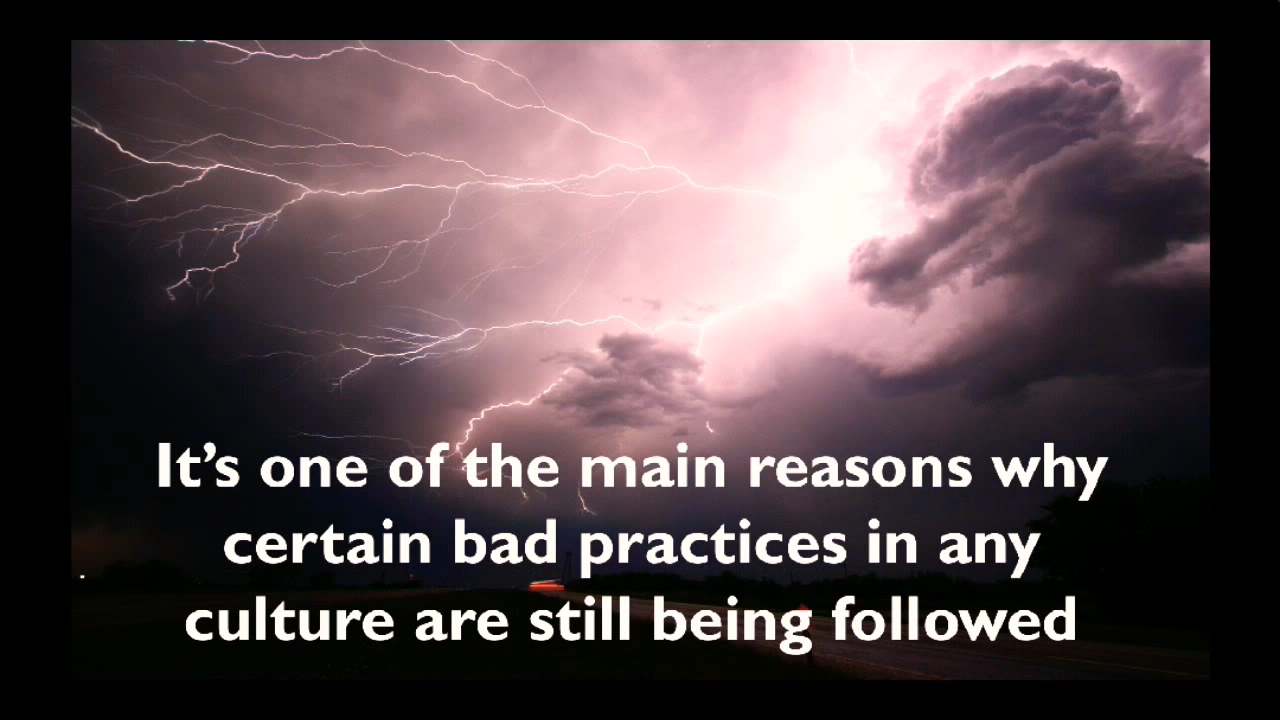 It’s one of the main reasons why
certain bad practices in any
culture are still being followed